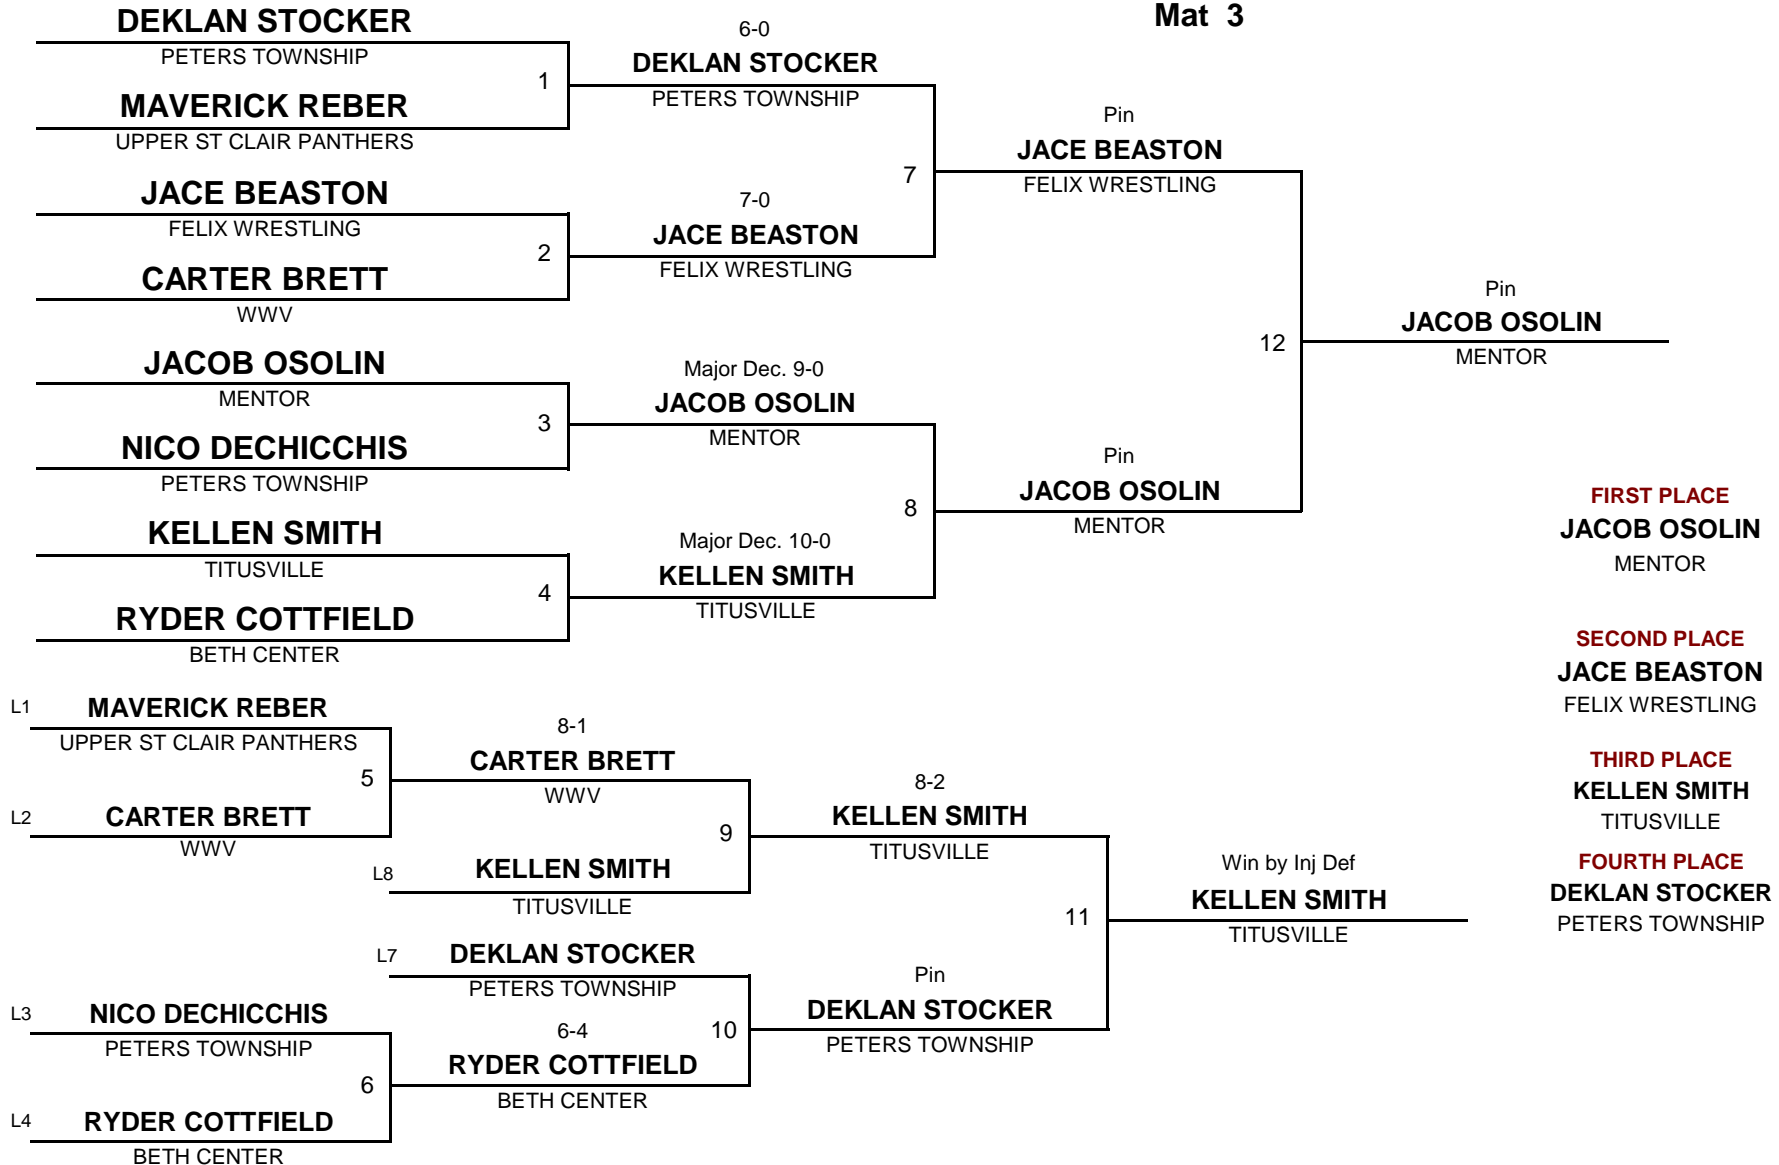 Mat 3
DEKLAN STOCKER
PETERS TOWNSHIP
1
MAVERICK REBER
UPPER ST CLAIR PANTHERS
JACE BEASTON
FELIX WRESTLING
2
CARTER BRETT
WWV
JACOB OSOLIN
MENTOR
3
NICO DECHICCHIS
PETERS TOWNSHIP
KELLEN SMITH
TITUSVILLE
4
RYDER COTTFIELD
BETH CENTER
6-0
DEKLAN STOCKER
PETERS TOWNSHIP
7
7-0
JACE BEASTON
FELIX WRESTLING
Major Dec. 9-0
JACOB OSOLIN
MENTOR
8
Major Dec. 10-0
KELLEN SMITH
TITUSVILLE
Pin
JACE BEASTON
FELIX WRESTLING
12
Pin
JACOB OSOLIN
MENTOR
Pin
JACOB OSOLIN
MENTOR
L1 MAVERICK REBER
UPPER ST CLAIR PANTHERS
5
L2 CARTER BRETT
WWV
8-1
CARTER BRETT
WWV
9
L8 KELLEN SMITH
TITUSVILLE
L7 DEKLAN STOCKER
PETERS TOWNSHIP
10
6-4
RYDER COTTFIELD
BETH CENTER
L3 NICO DECHICCHIS
PETERS TOWNSHIP
6
L4 RYDER COTTFIELD
BETH CENTER
8-2
KELLEN SMITH
TITUSVILLE
11
Pin
DEKLAN STOCKER
PETERS TOWNSHIP
Win by Inj Def
KELLEN SMITH
TITUSVILLE
FIRST PLACE
JACOB OSOLIN
MENTOR
SECOND PLACE
JACE BEASTON
FELIX WRESTLING
THIRD PLACE
KELLEN SMITH
TITUSVILLE
FOURTH PLACE
DEKLAN STOCKER
PETERS TOWNSHIP